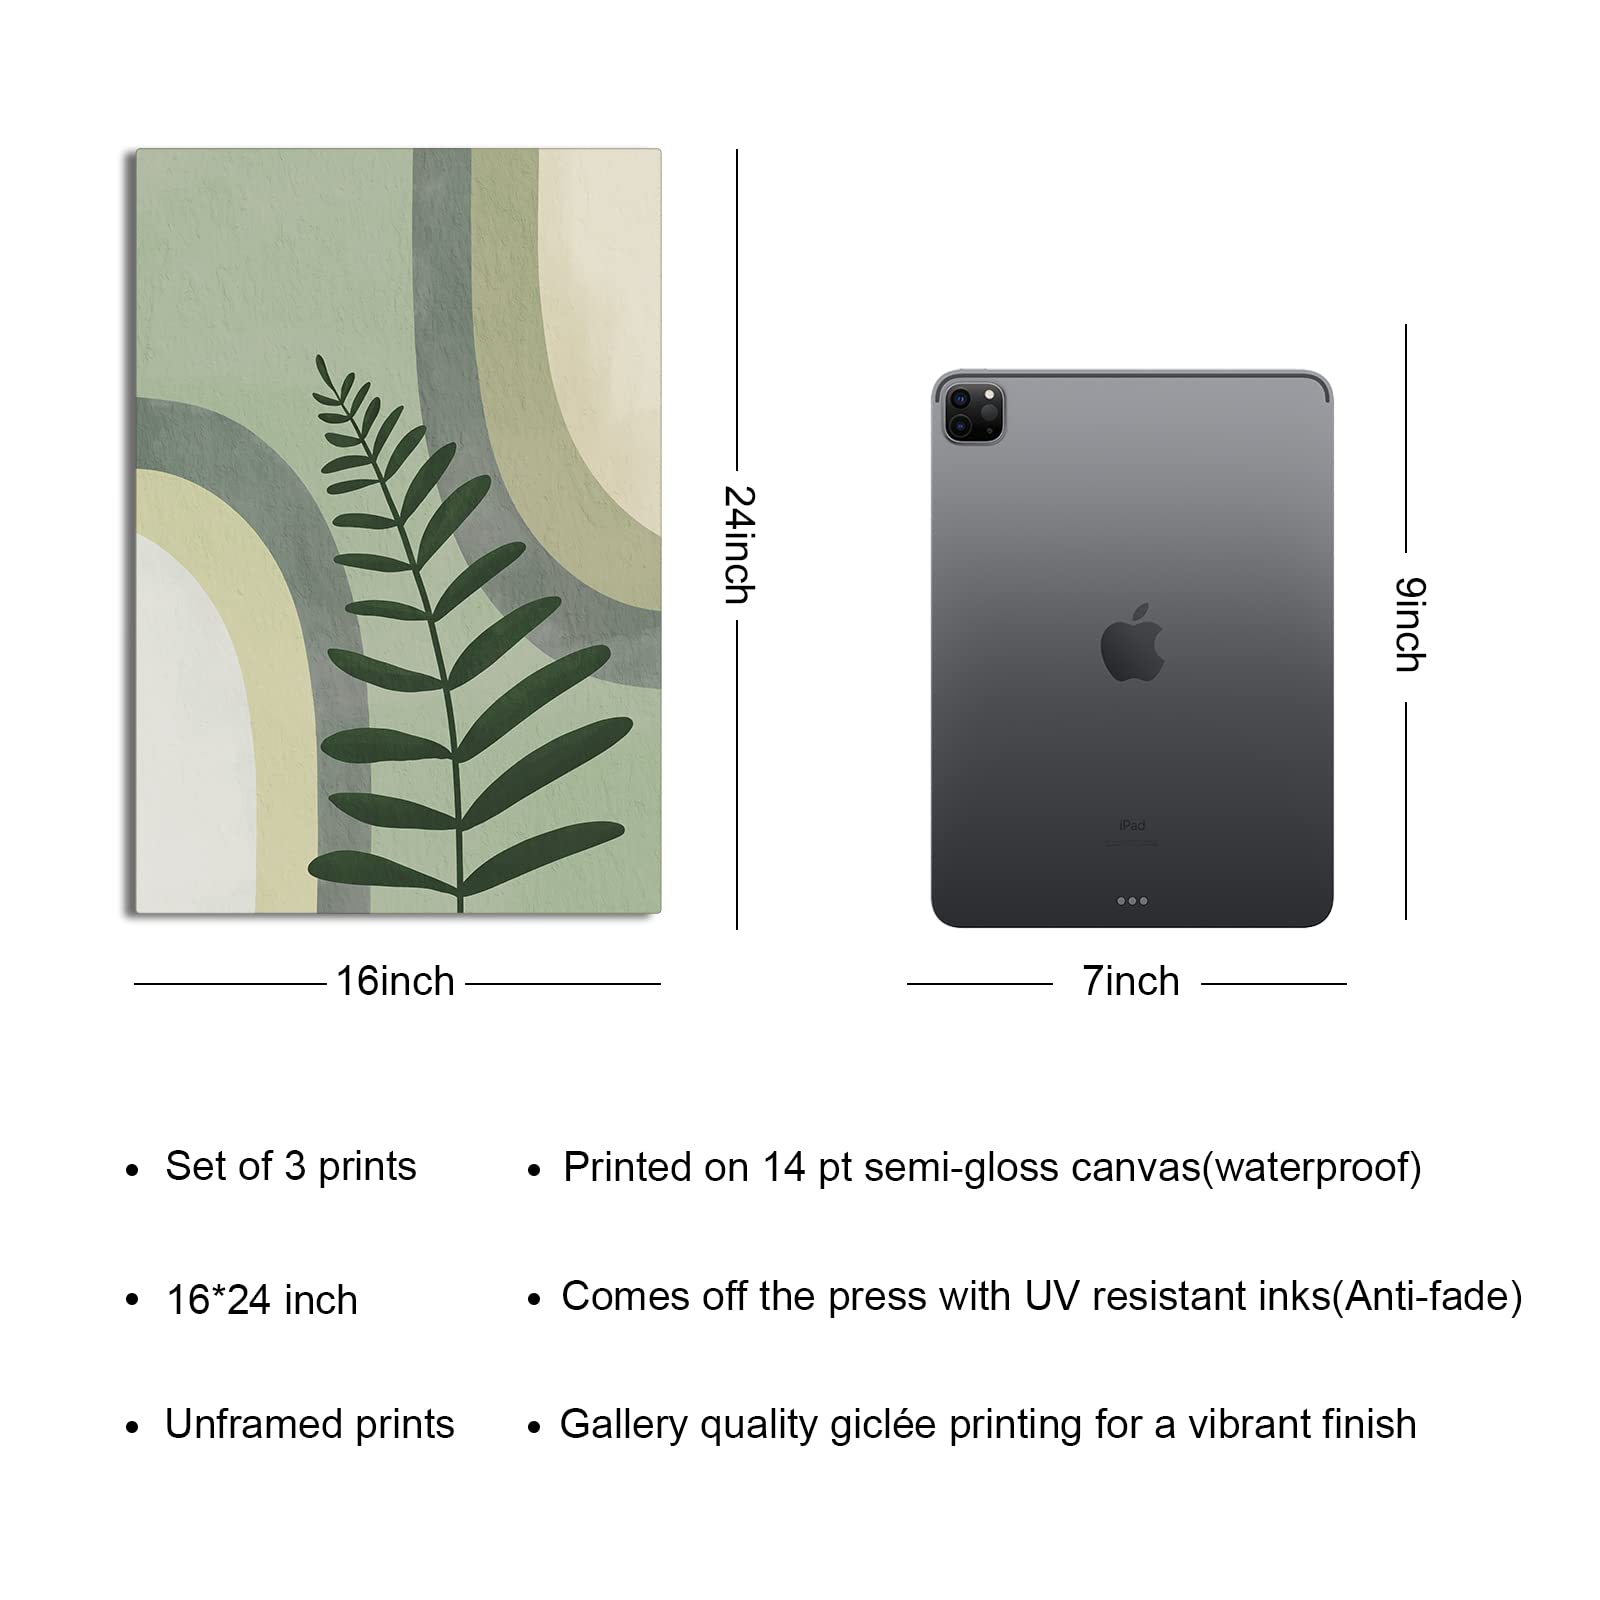 24inch
9inch
iPad
16inch
7inch
Set of 3 prints
Printed on 14 pt semi-gloss canvas(waterproof)
16*24 inch
Comes off the press with UV resistant inks(Anti-fade)
Unframed prints
Gallery quality giclée printing for a vibrant finish